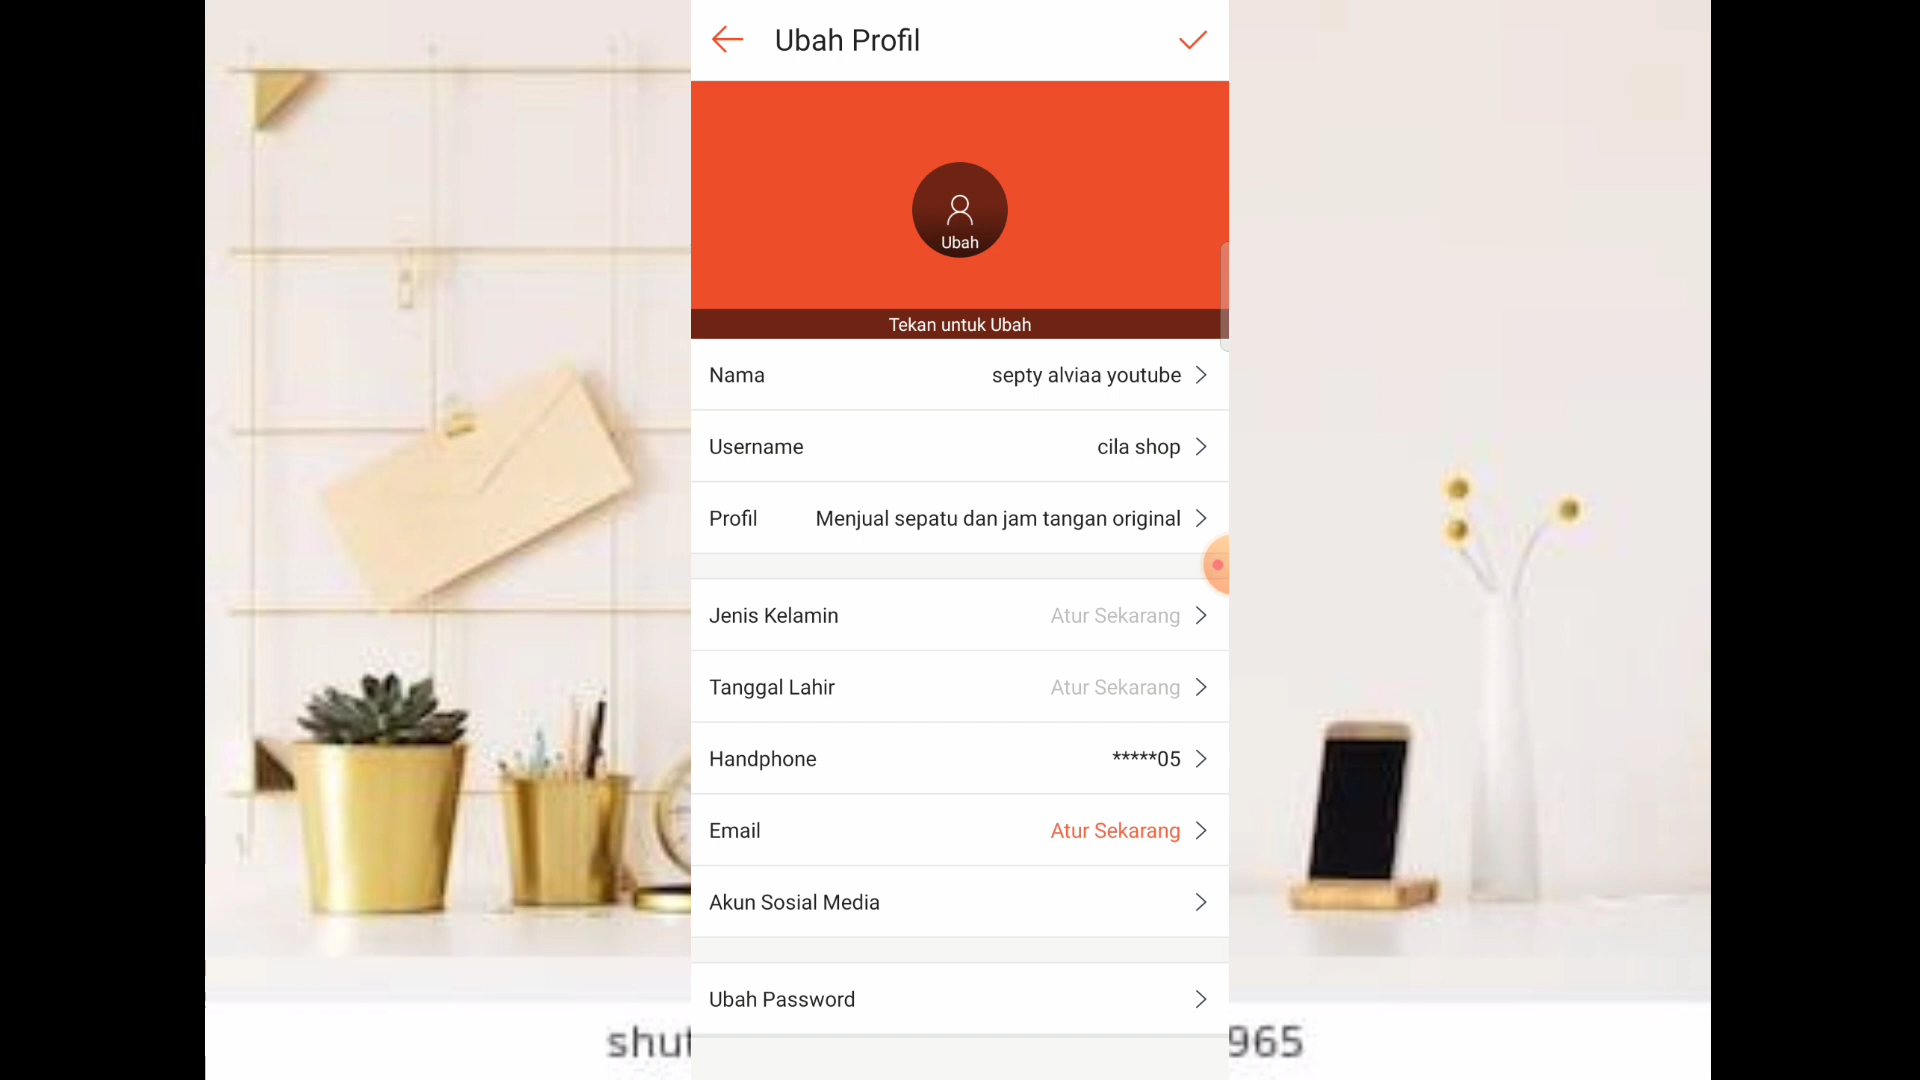 Ubah Profil
Ubah
Tekan untuk Ubah
Nama septy alviaa youtube
Username cila shop
Profil Menjual sepatu dan jam tangan original
Jenis Kelamin Atur Sekarang
Tanggal Lahir Atur Sekarang
Handphone *****05
Email Atur Sekarang
Akun Sosial Media
Ubah Password
shut 965